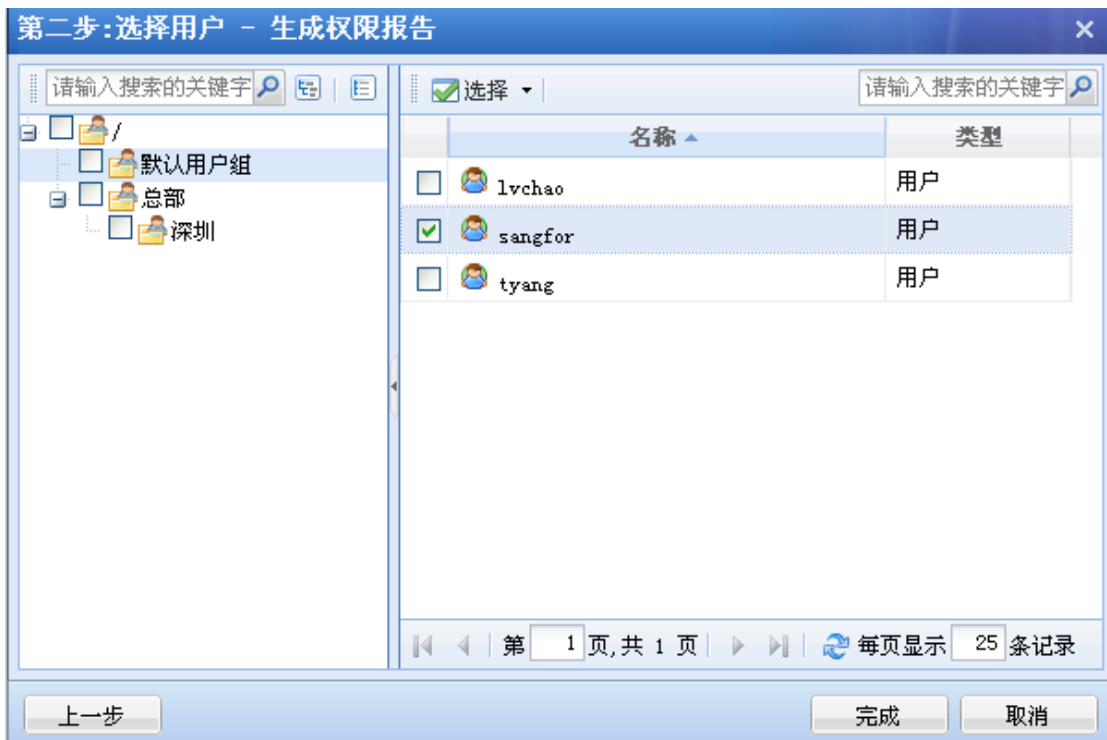 第二步:选择用户 - 生成权限报告
请输入搜索的关键字
/
默认用户组
总部
深圳
选择
请输入搜索的关键字
名称 类型
lvchao 用户
sangfor 用户
tyang 用户
第 1 页,共 1 页 每页显示 25 条记录
上一步 完成 取消